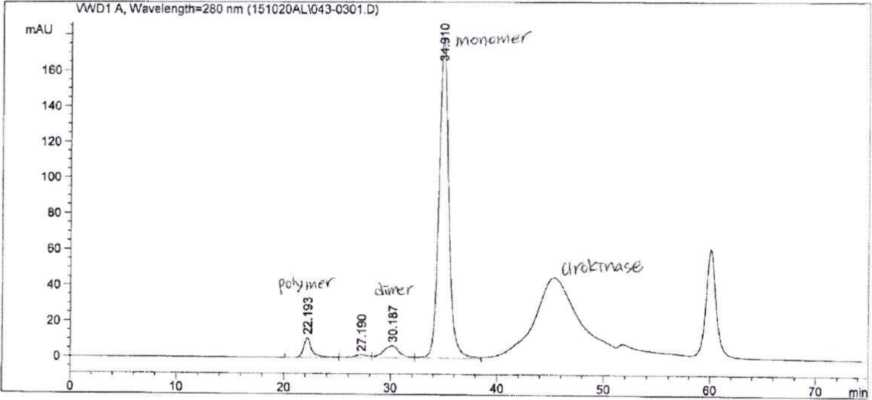 VWD1 A, Wavelength=280 nm (151020AL\043-0301.D)
mAU
34.910
monomer
160
140
120
100
80
60
urokinase
polymer
40
dimer
22.193
20
27.190
30.187
0
0 10 20 30 40 50 60 70 min